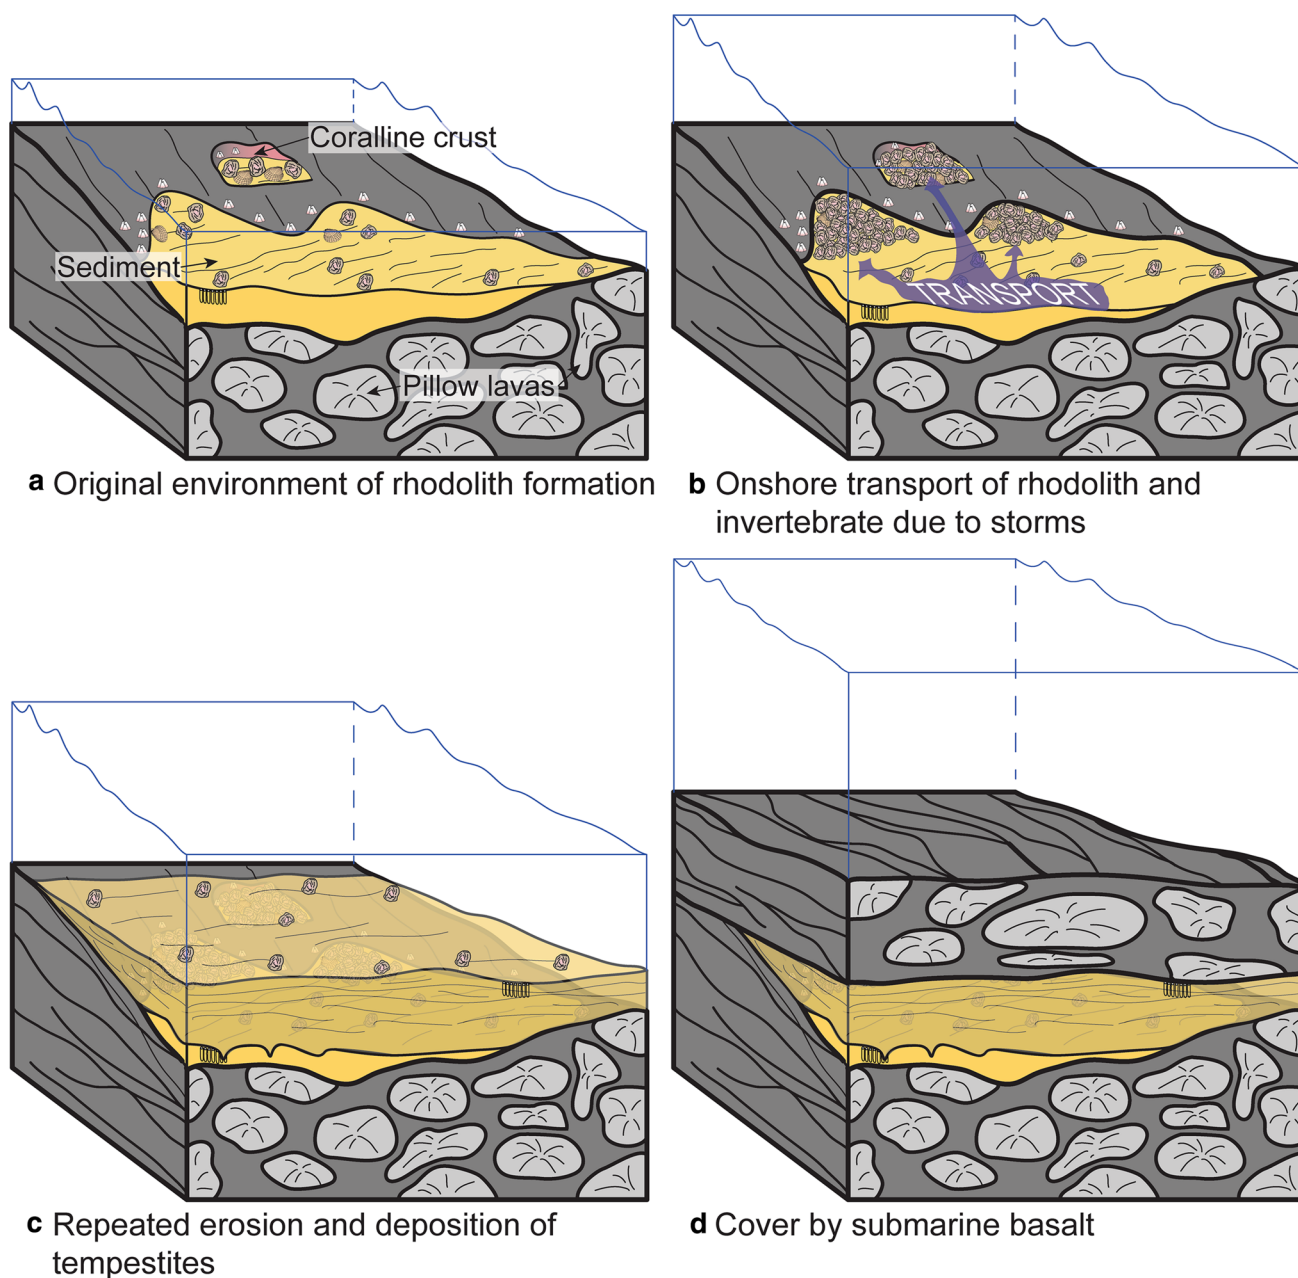 Coralline crust
Sediment
Pillow lavas
a Original environment of rhodolith formation
TRANSPORT
b Onshore transport of rhodolith and
invertebrate due to storms
c Repeated erosion and deposition of
tempestites
d Cover by submarine basalt